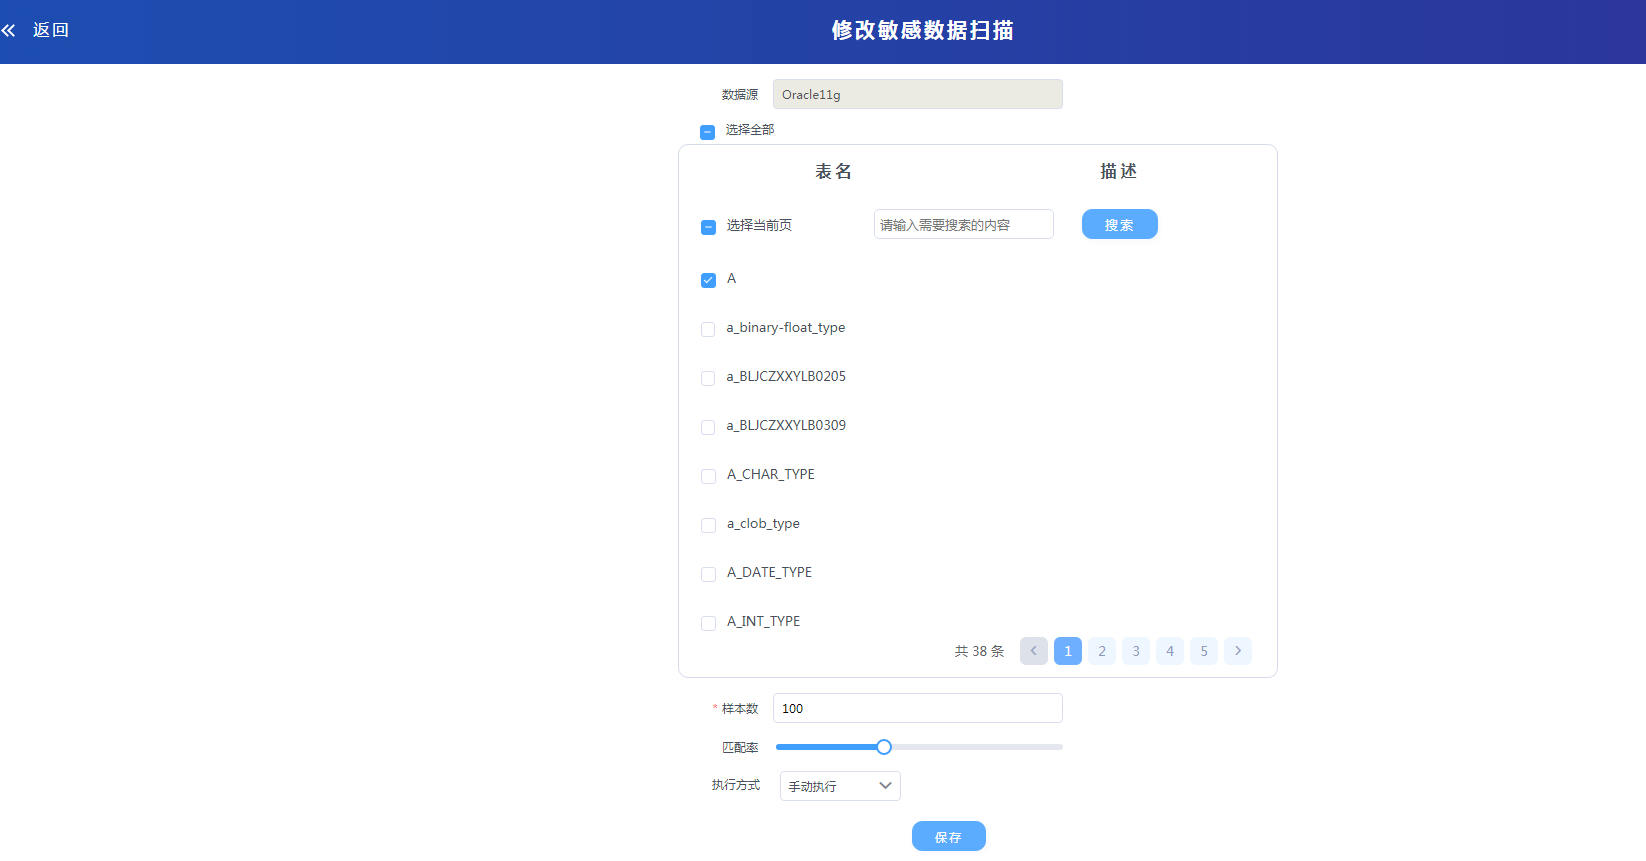 返回
修改敏感数据扫描
数据源 Oracle11g
选择全部
表名 描述
选择当前页 请输入需要搜索的内容 搜索
A
a_binary-float_type
a_BLJCZXXYLB0205
a_BLJCZXXYLB0309
A_CHAR_TYPE
a_clob_type
A_DATE_TYPE
A_INT_TYPE
共 38 条 1 2 3 4 5
* 样本数 100
匹配率
执行方式 手动执行
保存